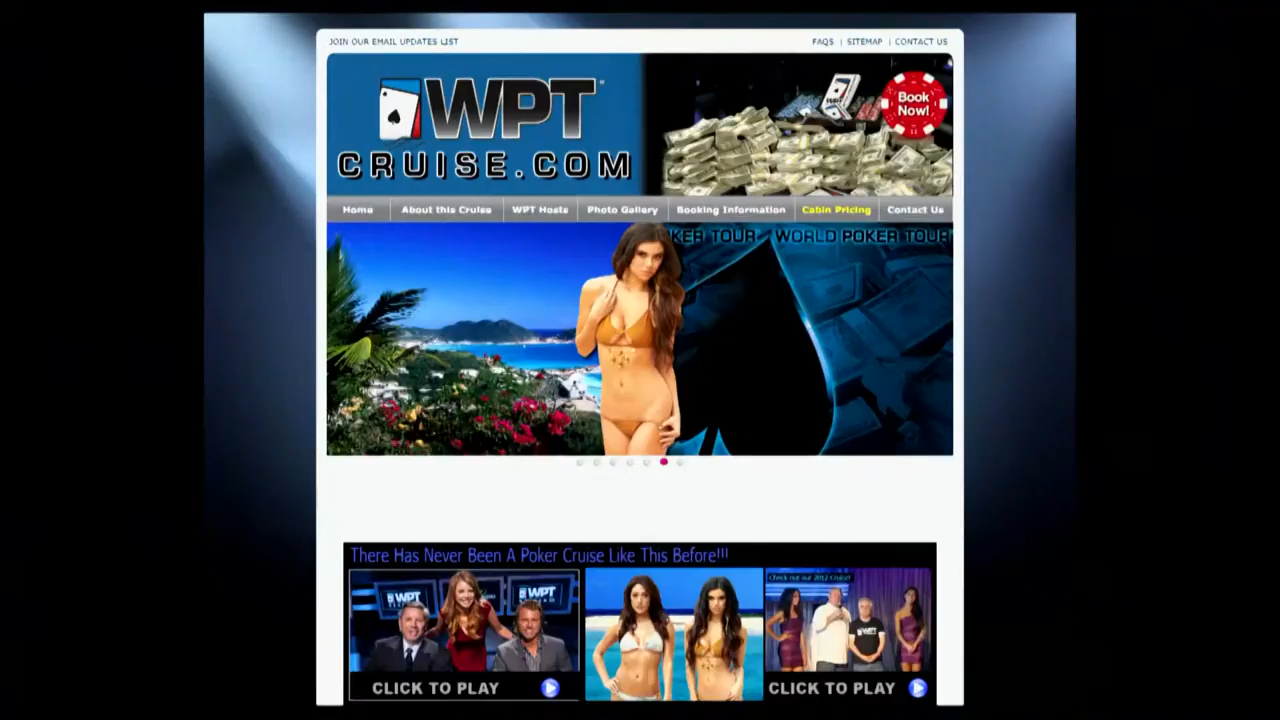 JOIN OUR EMAIL UPDATES LIST
FAQS | SITEMAP | CONTACT US
WPT
CRUISE.COM
Book
Now!
Home
About this Cruise
WPT Hosts
Photo Gallery
Booking Information
Cabin Pricing
Contact Us
KER TOUR WORLD POKER TOUR
There Has Never Been A Poker Cruise Like This Before!!!
Check out our 2012 Cruise!
WPT
WPT
WPT
CLICK TO PLAY
CLICK TO PLAY